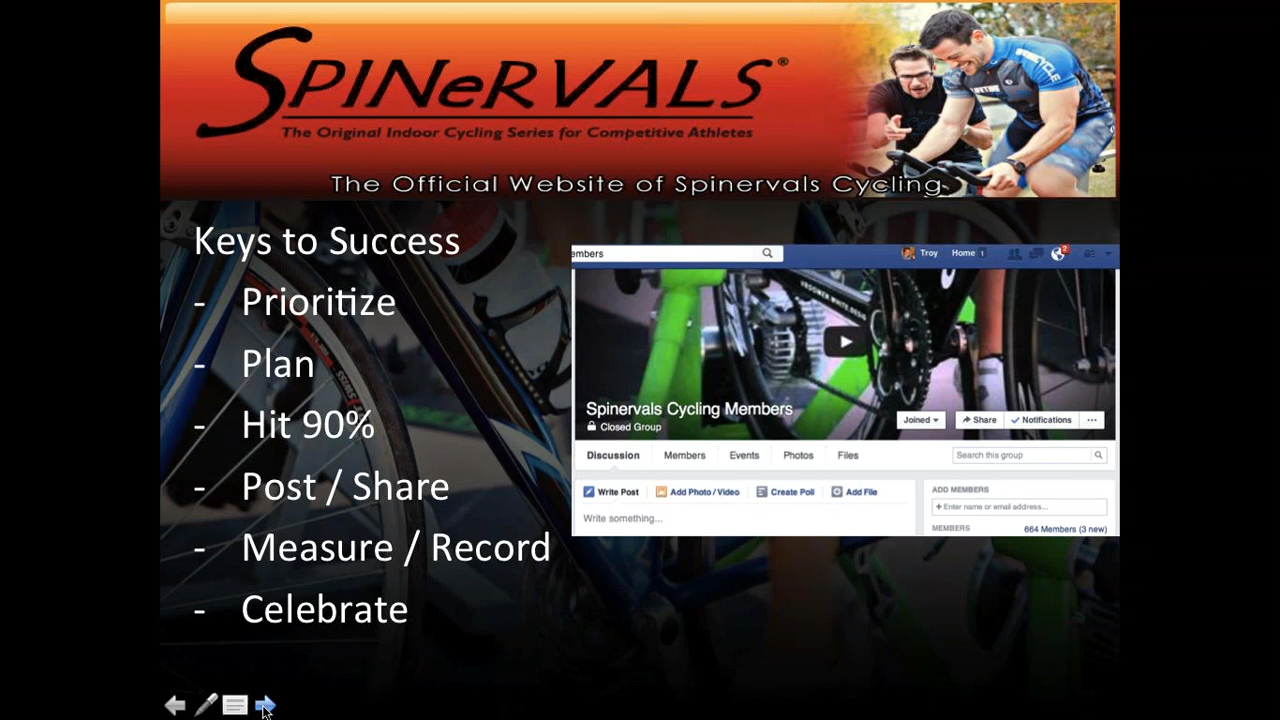 SPINeRVALS®
The Original Indoor Cycling Series for Competitive Athletes
The Official Website of Spinervals Cycling
Keys to Success
- Prioritize
- Plan
- Hit 90%
- Post / Share
- Measure / Record
- Celebrate
embers
Troy Home 1
2
Spinervals Cycling Members
Closed Group
Joined Share Notifications ...
Discussion Members Events Photos Files
Search this group
Write Post Add Photo / Video Create Poll Add File
Write something...
ADD MEMBERS
+ Enter name or email address...
MEMBERS 664 Members (3 new)